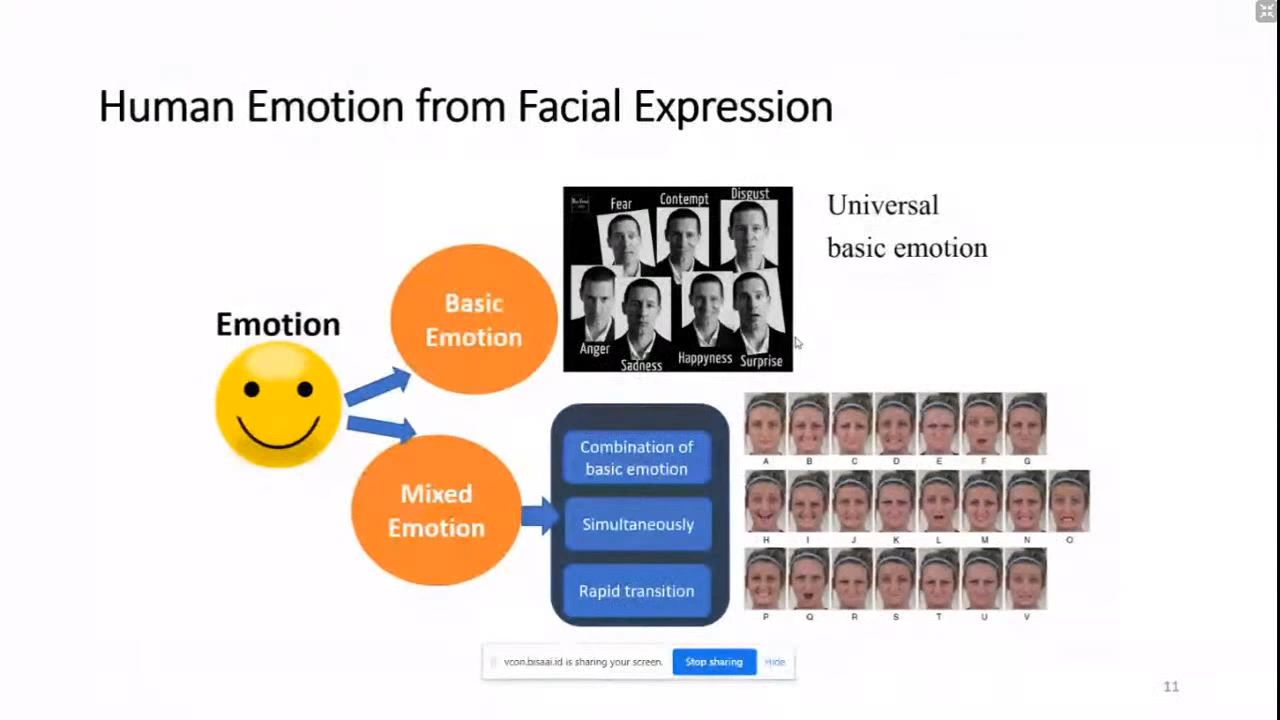 Human Emotion from Facial Expression
Fear
Contempt
Disgust
Anger
Sadness
Happyness
Surprise
Universal
basic emotion
Emotion
Basic
Emotion
Mixed
Emotion
Combination of
basic emotion
Simultaneously
Rapid transition
A B C D E F G
H I J K L M N O
P Q R S T U V
vcon.bisaai.id is sharing your screen.
Stop sharing
Hide
11